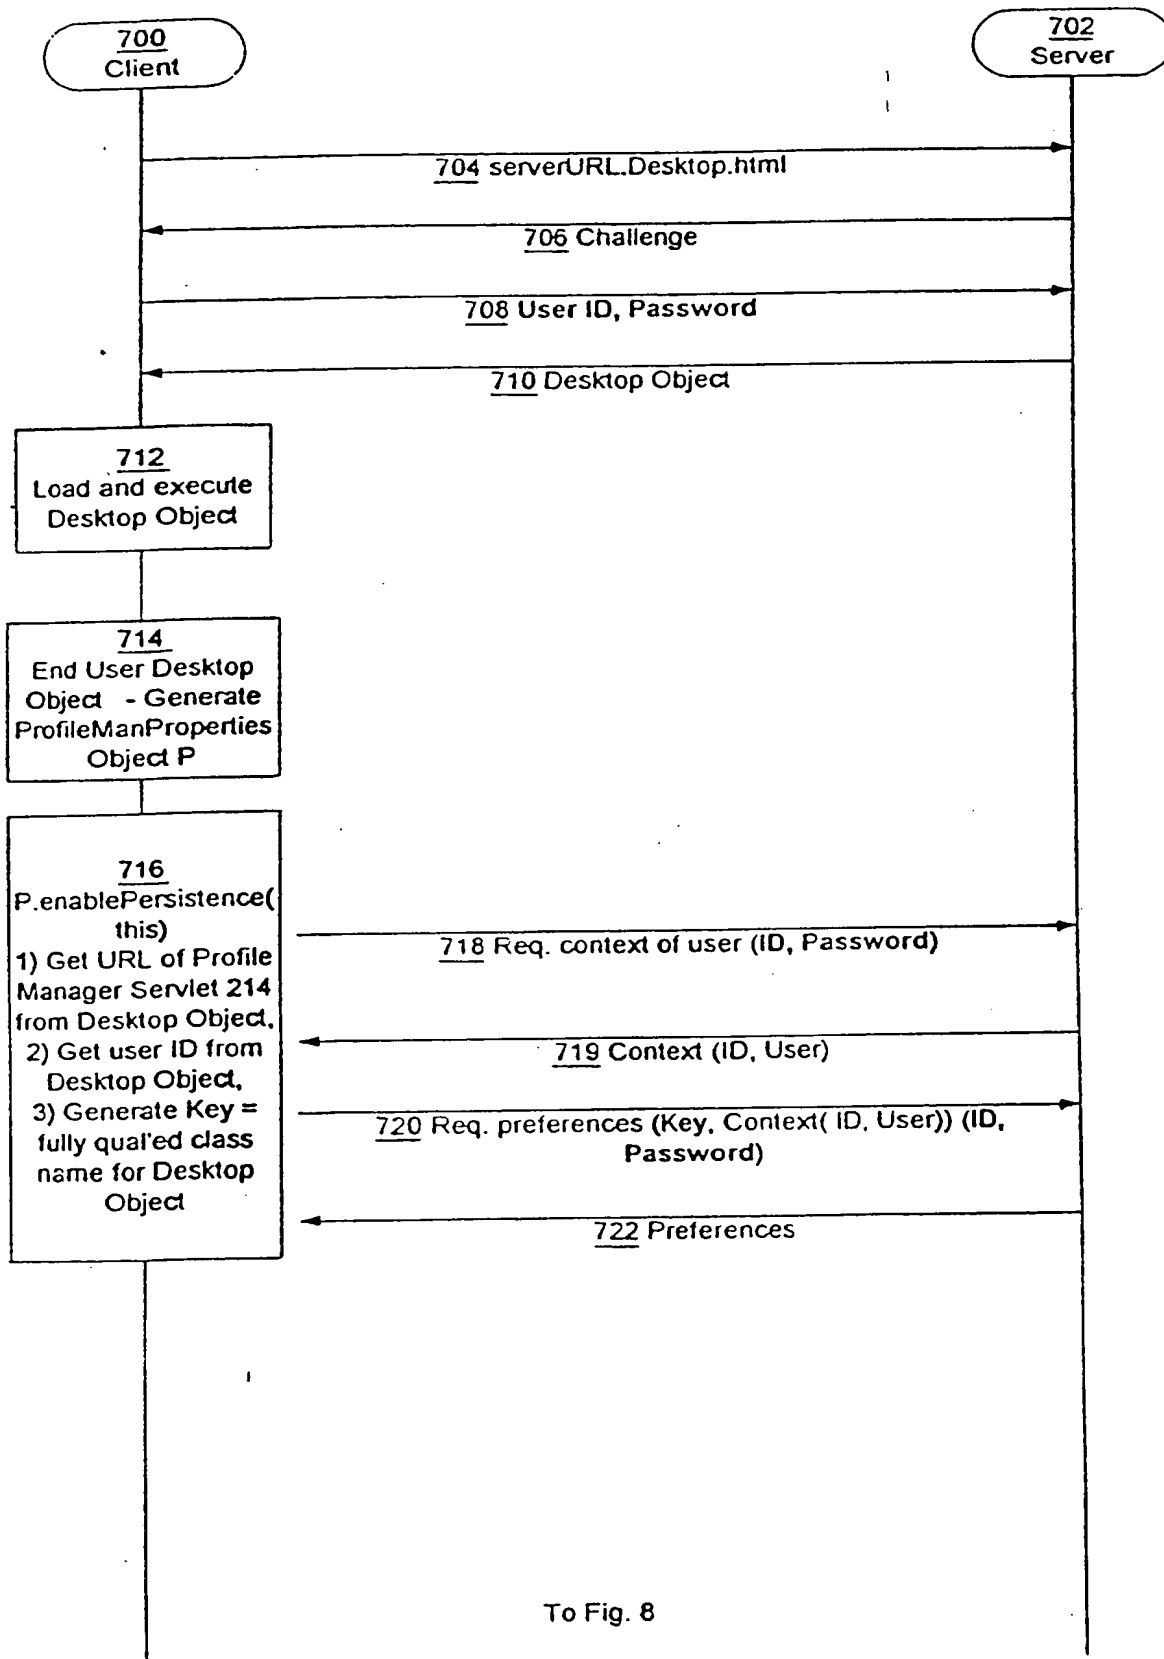 700
Client
702
Server
704 serverURL.Desktop.html
706 Challenge
708 User ID, Password
710 Desktop Object
712
Load and execute
Desktop Object
714
End User Desktop
Object - Generate
ProfileManProperties
Object P
716
P.enablePersistence(
this)
1) Get URL of Profile
Manager Servlet 214
from Desktop Object,
2) Get user ID from
Desktop Object,
3) Generate Key =
fully qual'ed class
name for Desktop
Object
718 Req. context of user (ID, Password)
719 Context (ID, User)
720 Req. preferences (Key, Context( ID, User)) (ID,
Password)
722 Preferences
To Fig. 8